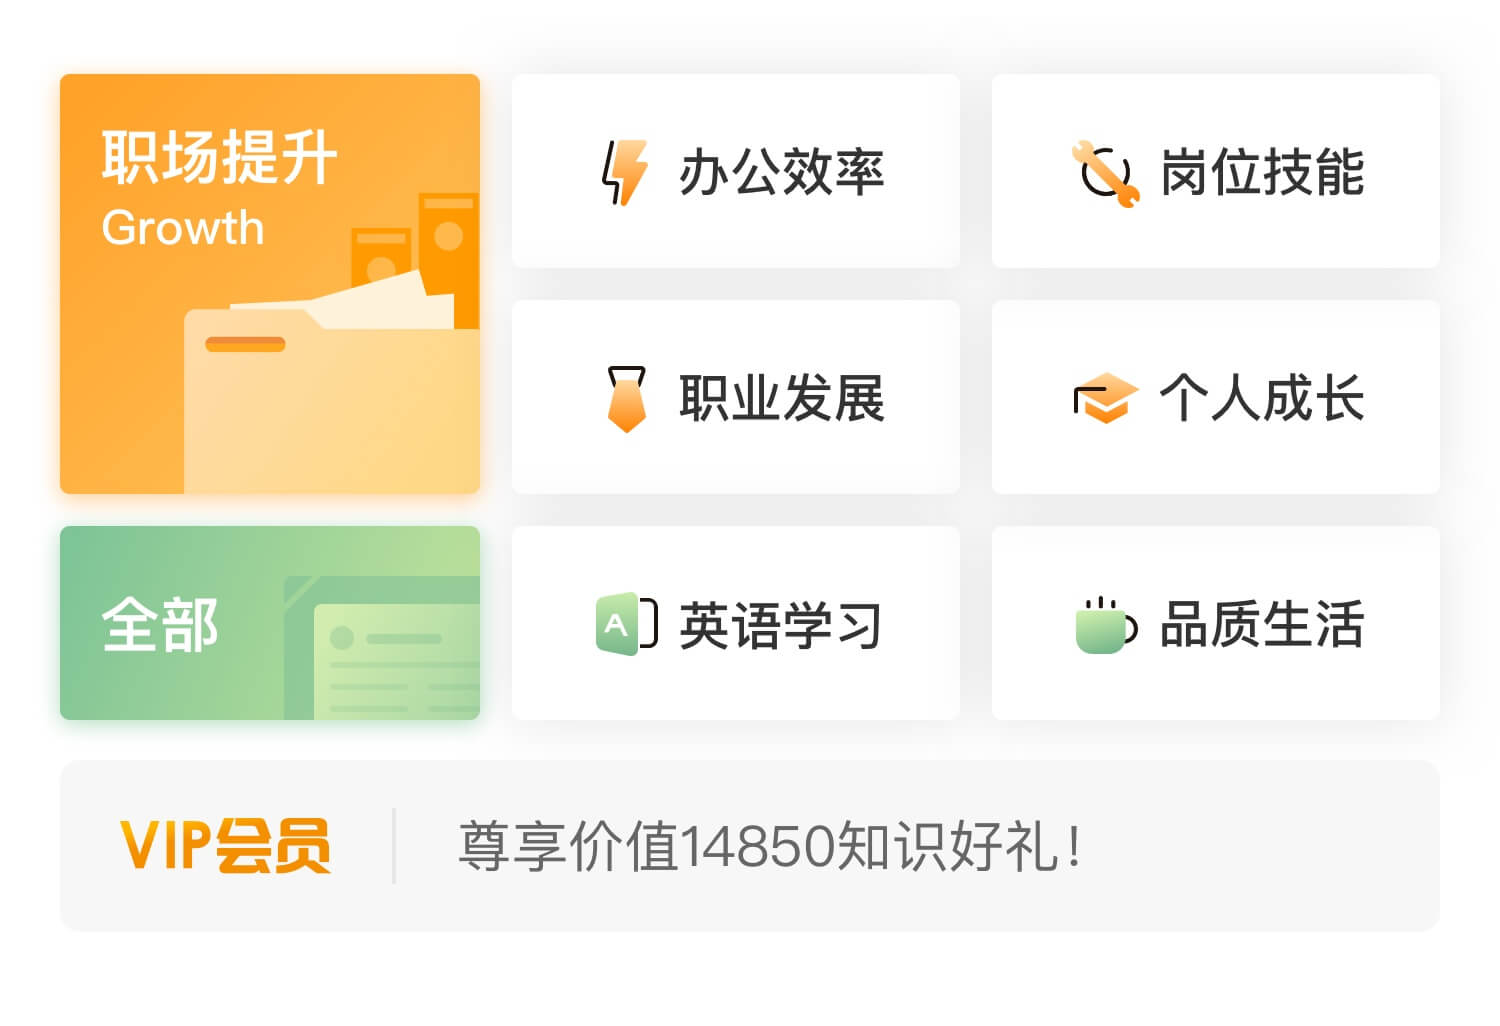 职场提升
Growth
办公效率
岗位技能
职业发展
个人成长
全部
A
英语学习
品质生活
VIP会员
尊享价值14850知识好礼!